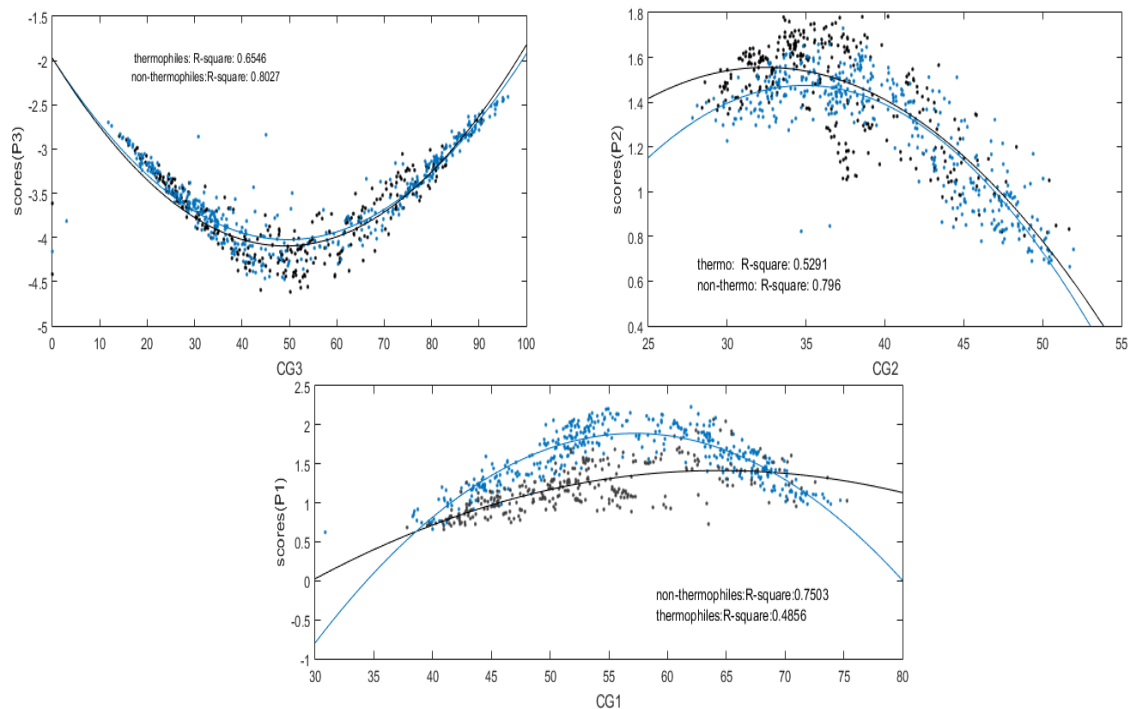 -1.5
-2
-2.5
-3
-3.5
-4
-4.5
-5
scores(P3)
thermophiles: R-square: 0.6546
non-thermophiles:R-square: 0.8027
0 10 20 30 40 50 60 70 80 90 100
CG3
1.8
1.6
1.4
1.2
1
0.8
0.6
0.4
scores(P2)
thermo: R-square: 0.5291
non-thermo: R-square: 0.796
25 30 35 40 45 50 55
CG2
2.5
2
1.5
1
0.5
0
-0.5
-1
scores(P1)
non-thermophiles:R-square:0.7503
thermophiles:R-square:0.4856
30 35 40 45 50 55 60 65 70 75 80
CG1